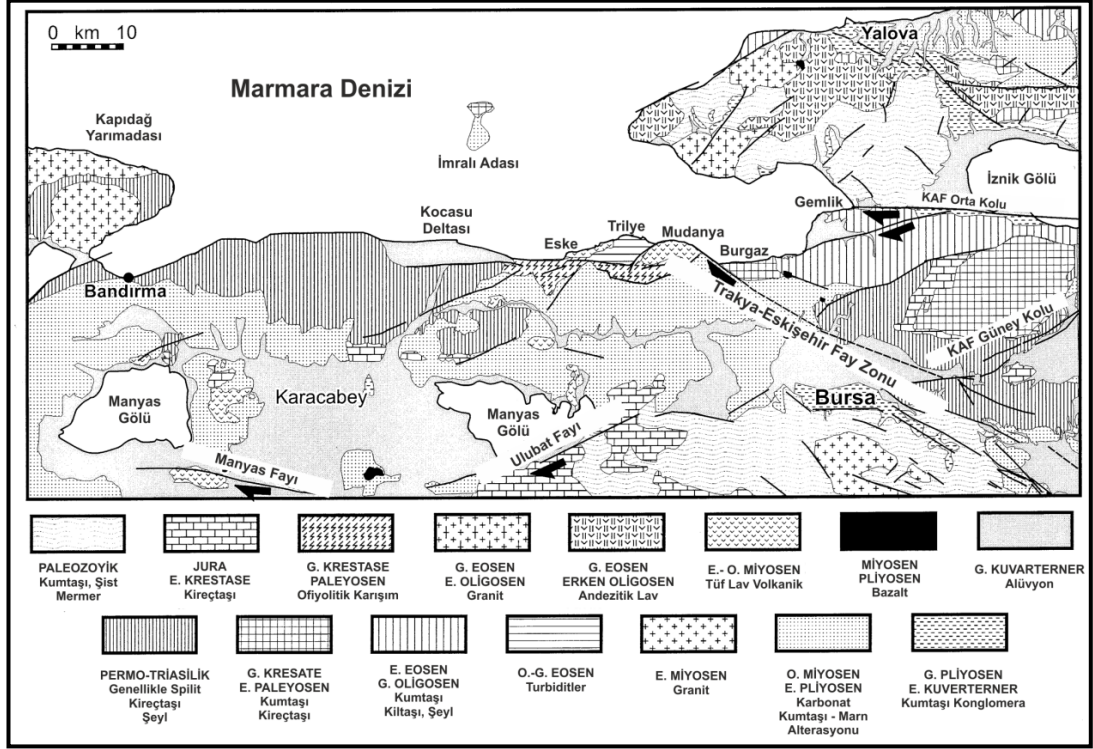 0 km 10
Marmara Denizi
Yalova
Kapıdağ
Yarımadası
İmralı Adası
İznik Gölü
Gemlik
KAF Orta Kolu
Kocasu
Deltası
Trilye
Mudanya
Eske
Burgaz
Bandırma
Trakya-Eskişehir Fay Zonu
KAF Güney Kolu
Manyas
Gölü
Karacabey
Manyas
Gölü
Bursa
Ulubat Fayı
Manyas Fayı
PALEOZOYİK
Kumtaşı, Şist
Mermer
JURA
E. KRESTASE
Kireçtaşı
G. KRESTASE
PALEYOSEN
Ofiyolitik Karışım
G. EOSEN
E. OLİGOSEN
Granit
G. EOSEN
ERKEN OLİGOSEN
Andezitik Lav
E.- O. MİYOSEN
Tüf Lav Volkanik
MİYOSEN
PLİYOSEN
Bazalt
G. KUVARTERNER
Alüvyon
PERMO-TRİASİLİK
Genellikle Spilit
Kireçtaşı
Şeyl
G. KRESATE
E. PALEYOSEN
Kumtaşı
Kireçtaşı
E. EOSEN
G. OLİGOSEN
Kumtaşı
Kiltaşı, Şeyl
O.-G. EOSEN
Turbiditler
E. MİYOSEN
Granit
O. MİYOSEN
E. PLİYOSEN
Karbonat
Kumtaşı - Marn
Alterasyonu
G. PLİYOSEN
E. KUVERTERNER
Kumtaşı Konglomera